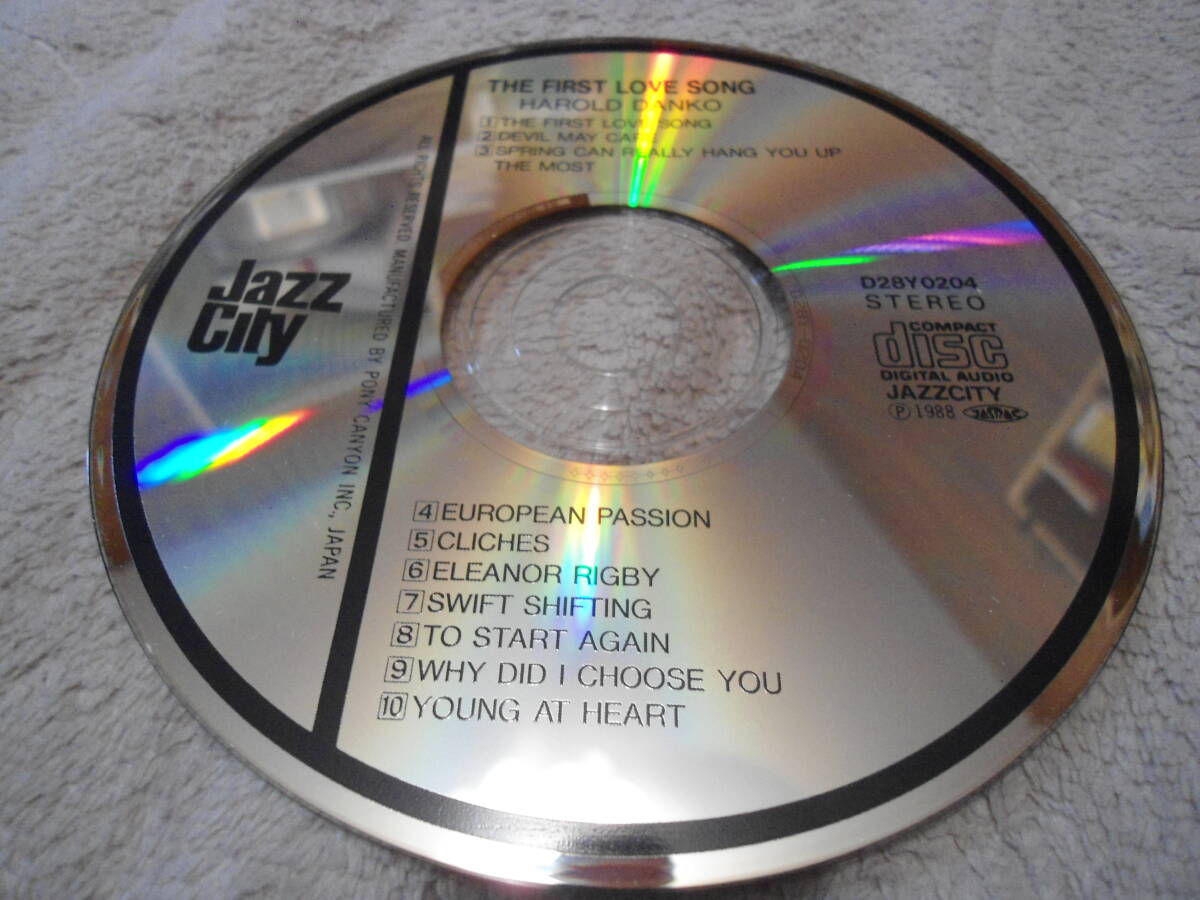 THE FIRST LOVE SONG
HAROLD DANKO
1 THE FIRST LOVE SONG
2 DEVIL MAY CARE
3 SPRING CAN REALLY HANG YOU UP
THE MOST
Jazz
City
ALL RIGHTS RESERVED MANUFACTURED BY PONY CANYON INC., JAPAN
D28Y0204
STEREO
COMPACT
disc
DIGITAL AUDIO
JAZZCITY
Ⓟ1988 JASRAC
4 EUROPEAN PASSION
5 CLICHES
6 ELEANOR RIGBY
7 SWIFT SHIFTING
8 TO START AGAIN
9 WHY DID I CHOOSE YOU
10 YOUNG AT HEART